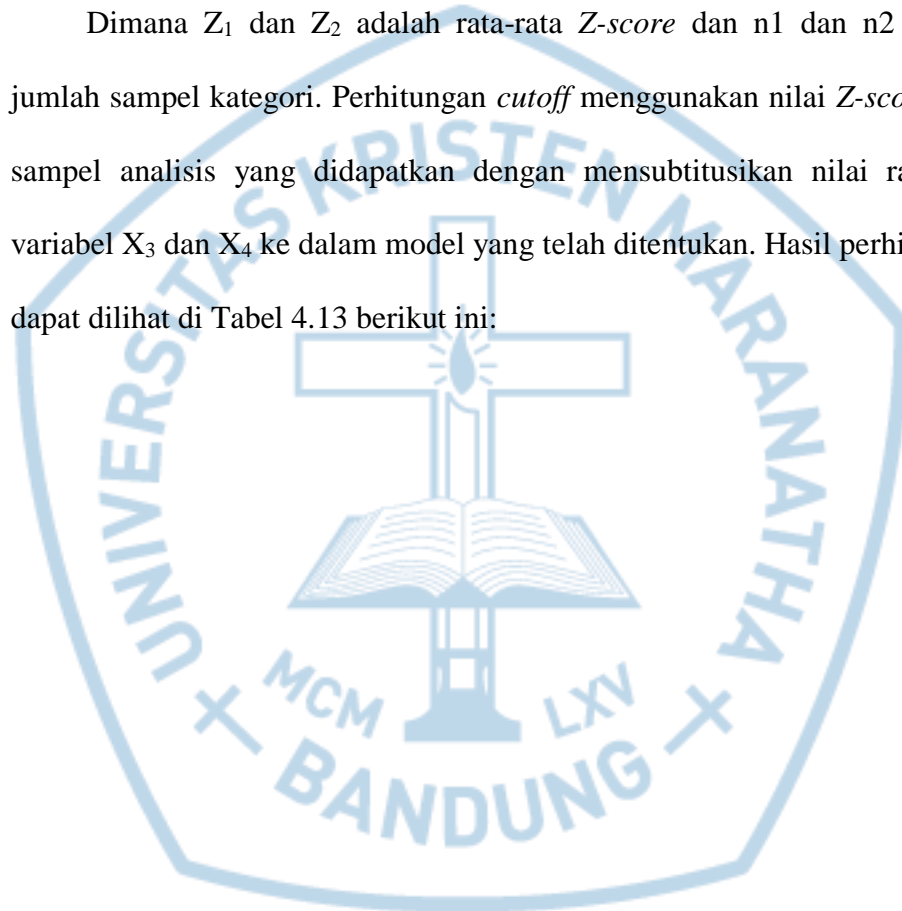 Dimana Z₁ dan Z₂ adalah rata-rata Z-score dan n1 dan n2
jumlah sampel kategori. Perhitungan cutoff menggunakan nilai Z-sco
sampel analisis yang didapatkan dengan mensubtitusikan nilai ra
variabel X₃ dan X₄ ke dalam model yang telah ditentukan. Hasil perhi
dapat dilihat di Tabel 4.13 berikut ini:
UNIVERSITAS KRISTEN MARANATHA
MCM LXV
BANDUNG